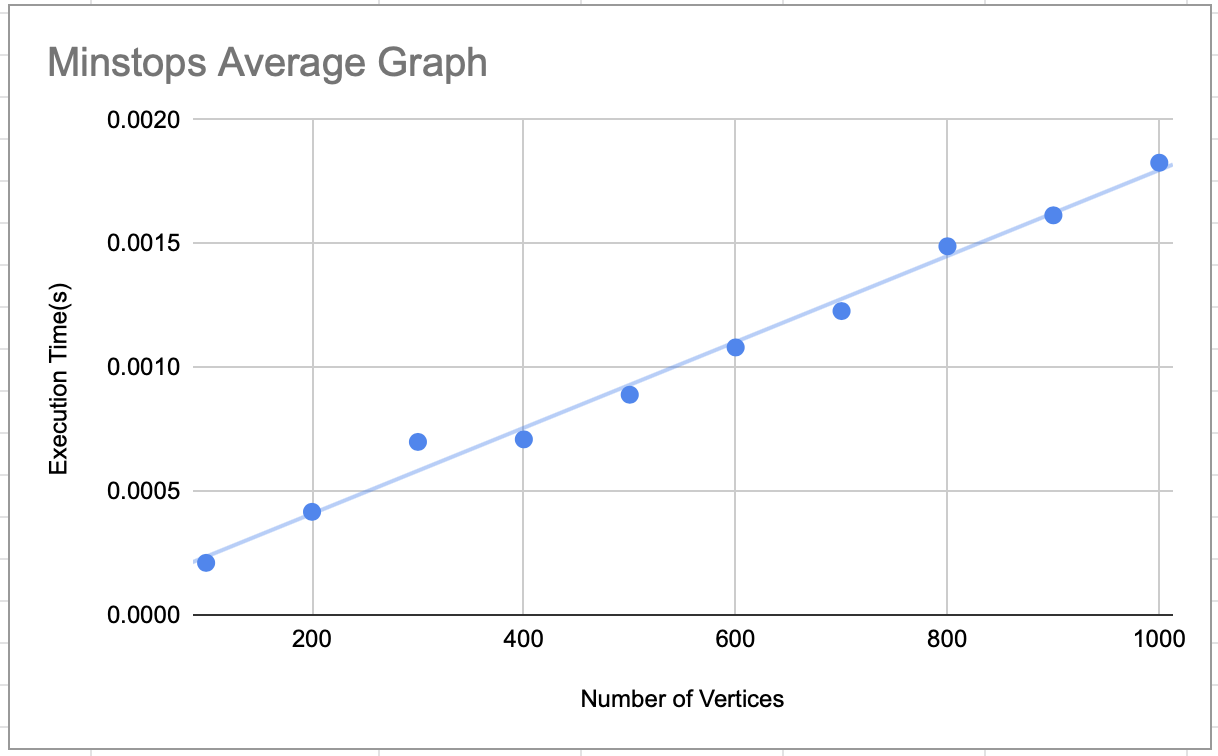 Minstops Average Graph
0.0020
0.0015
0.0010
0.0005
0.0000
Execution Time(s)
200 400 600 800 1000
Number of Vertices